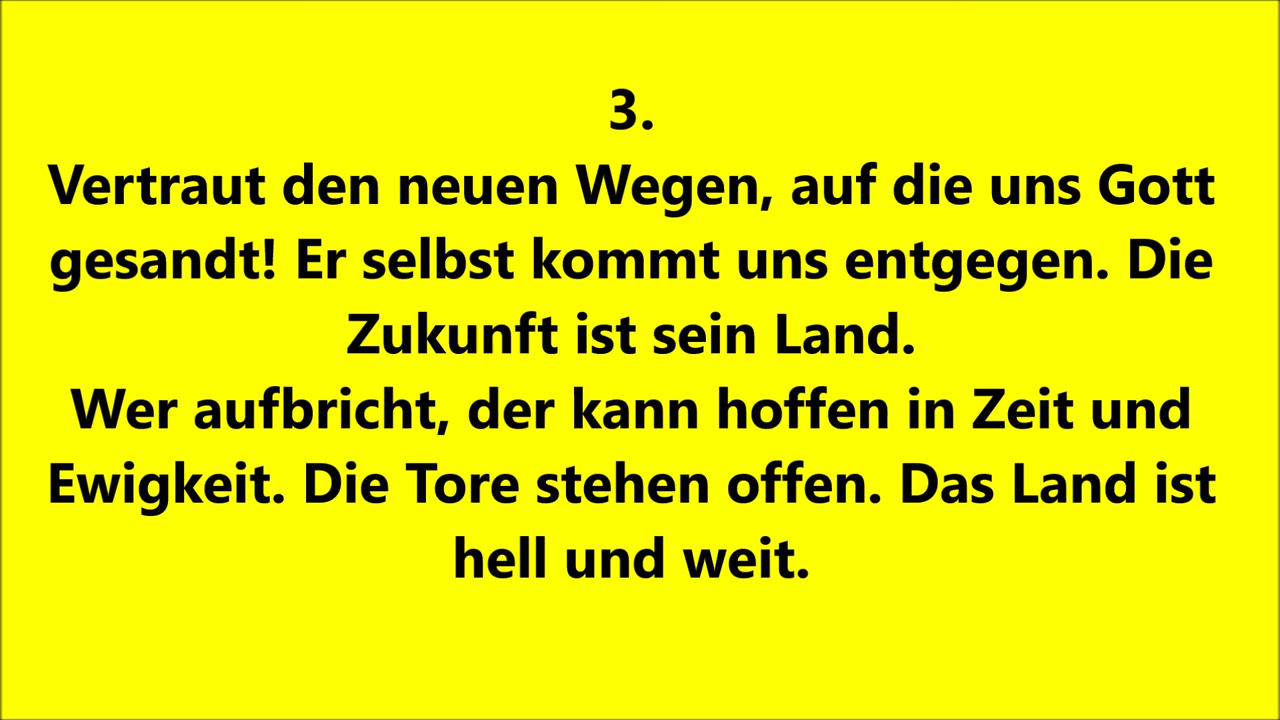 3.
Vertraut den neuen Wegen, auf die uns Gott
gesandt! Er selbst kommt uns entgegen. Die
Zukunft ist sein Land.
Wer aufbricht, der kann hoffen in Zeit und
Ewigkeit. Die Tore stehen offen. Das Land ist
hell und weit.